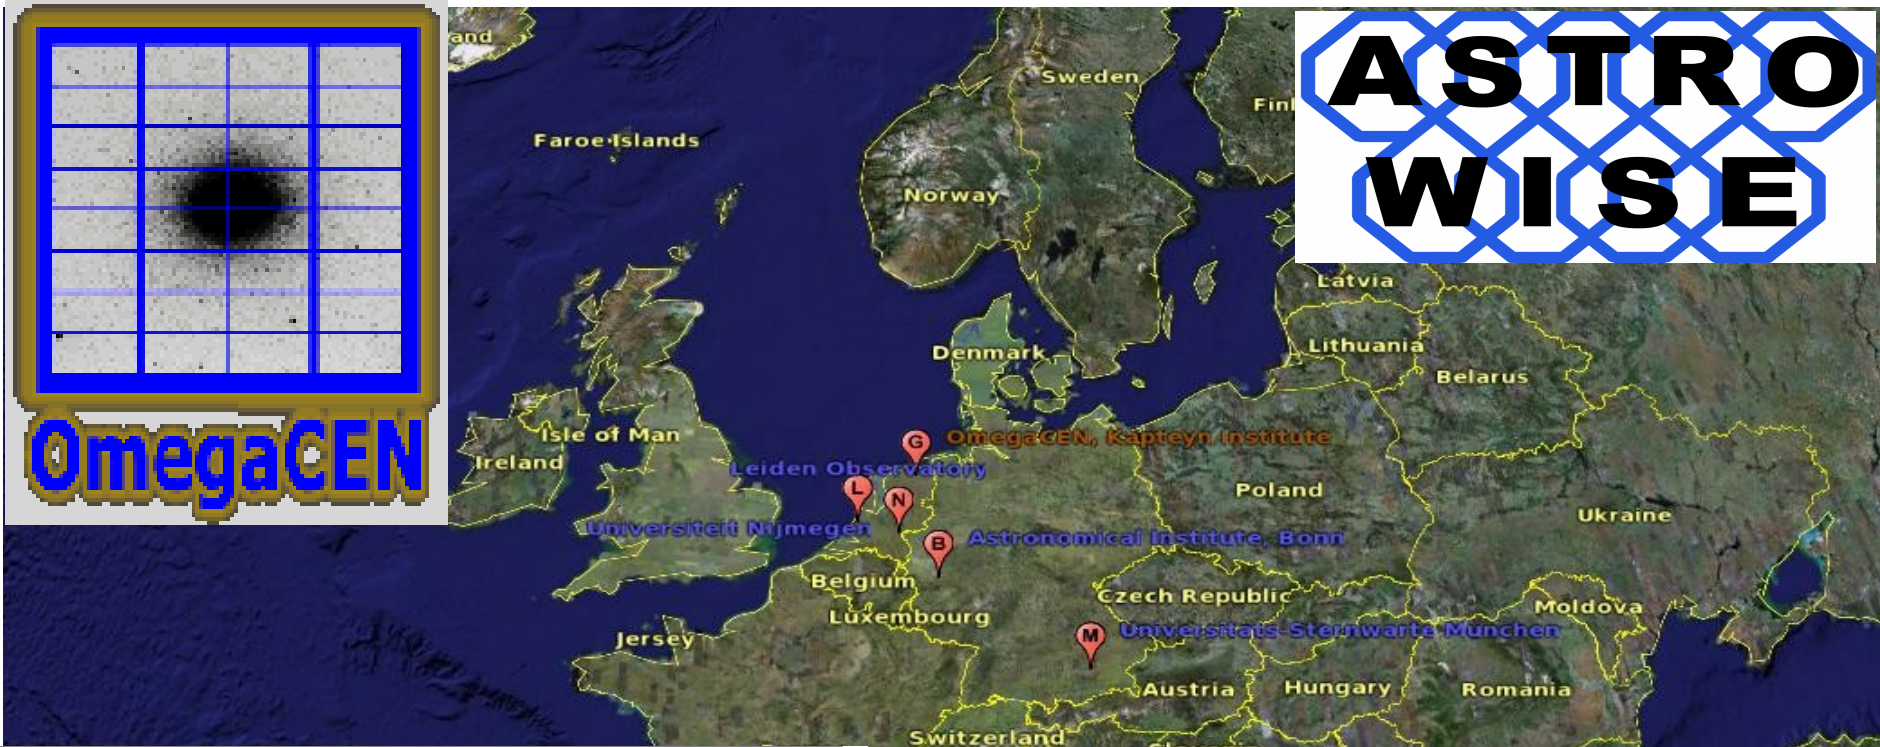 and
Sweden
Finl
ASTRO
WISE
Faroe Islands
Norway
Latvia
Denmark
Lithuania
Belarus
OmegaCEN
Isle of Man
Ireland
G
OmegaCEN, Kapteyn Institute
Leiden Observatory
L
N
Poland
Ukraine
Universiteit Nijmegen
B
Astronomical Institute, Bonn
Belgium
Czech Republic
Luxembourg
Moldova
Jersey
M
Universitats-Sternwarte Munchen
Austria
Hungary
Romania
Switzerland